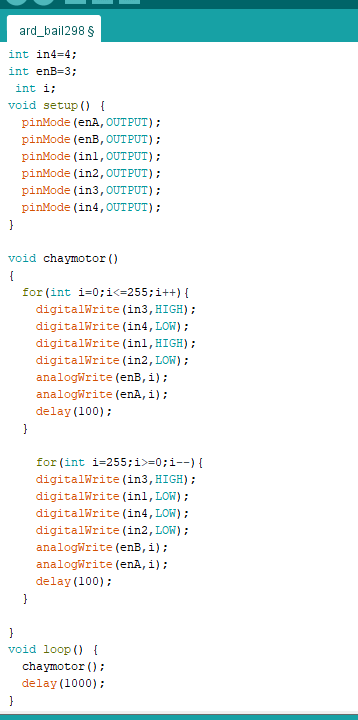 ard_bail298 §
int in4=4;
int enB=3;
int i;
void setup() {
pinMode(enA,OUTPUT);
pinMode(enB,OUTPUT);
pinMode(in1,OUTPUT);
pinMode(in2,OUTPUT);
pinMode(in3,OUTPUT);
pinMode(in4,OUTPUT);
}
void chaymotor()
{
for(int i=0;i<=255;i++){
digitalWrite(in3,HIGH);
digitalWrite(in4,LOW);
digitalWrite(in1,HIGH);
digitalWrite(in2,LOW);
analogWrite(enB,i);
analogWrite(enA,i);
delay(100);
}
for(int i=255;i>=0;i--){
digitalWrite(in3,HIGH);
digitalWrite(in1,LOW);
digitalWrite(in4,LOW);
digitalWrite(in2,LOW);
analogWrite(enB,i);
analogWrite(enA,i);
delay(100);
}
}
void loop() {
chaymotor();
delay(1000);
}